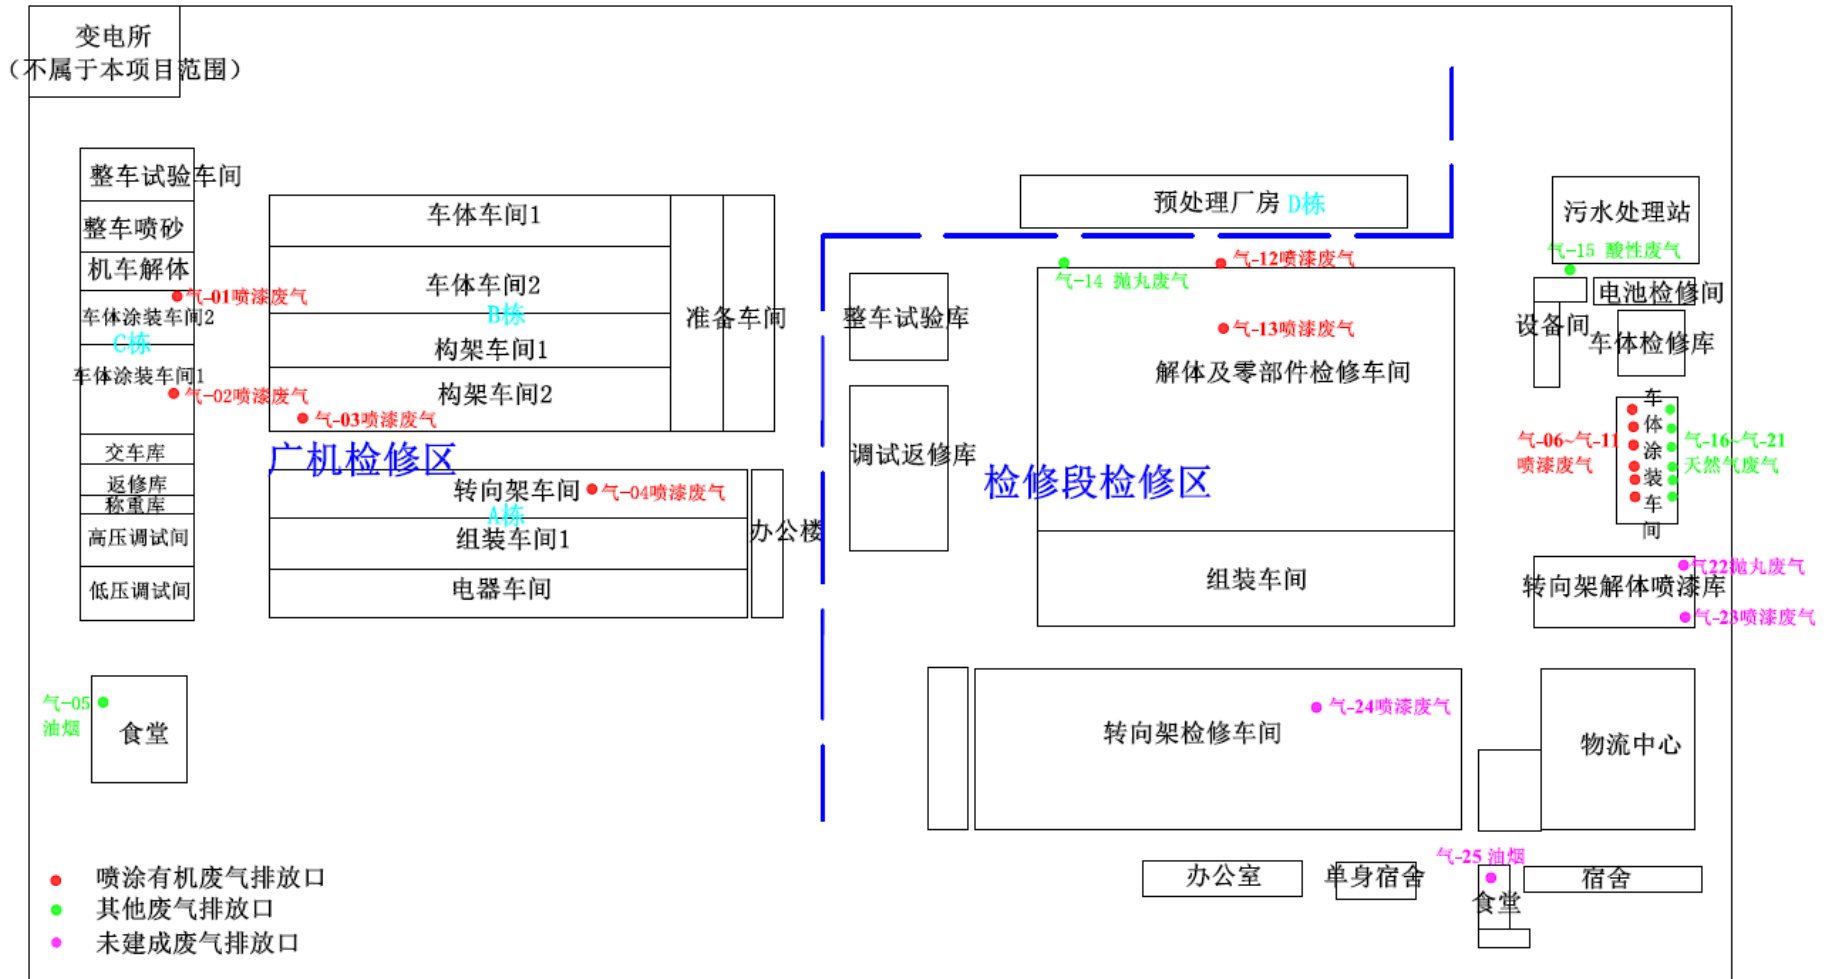 变电所
（不属于本项目范围）
整车试验车间
整车喷砂
机车解体
气-01喷漆废气
车体涂装车间2
C栋
车体涂装车间1
气-02喷漆废气
交车库
返修库
称重库
高压调试间
低压调试间
气-05
油烟
食堂
车体车间1
车体车间2
B栋
构架车间1
构架车间2
气-03喷漆废气
准备车间
广机检修区
转向架车间
气-04喷漆废气
A栋
组装车间1
电器车间
办公楼
预处理厂房 D栋
气-14 抛丸废气
气-12喷漆废气
气-13喷漆废气
整车试验库
调试返修库
解体及零部件检修车间
检修段检修区
组装车间
污水处理站
气-15 酸性废气
电池检修间
设备间
车体检修库
车体涂装车间
气-06~气-11
喷漆废气
气-16~气-21
天然气废气
气22抛丸废气
转向架解体喷漆库
气-23喷漆废气
气-24喷漆废气
转向架检修车间
物流中心
气-25 油烟
办公室
单身宿舍
食堂
宿舍
喷涂有机废气排放口
其他废气排放口
未建成废气排放口